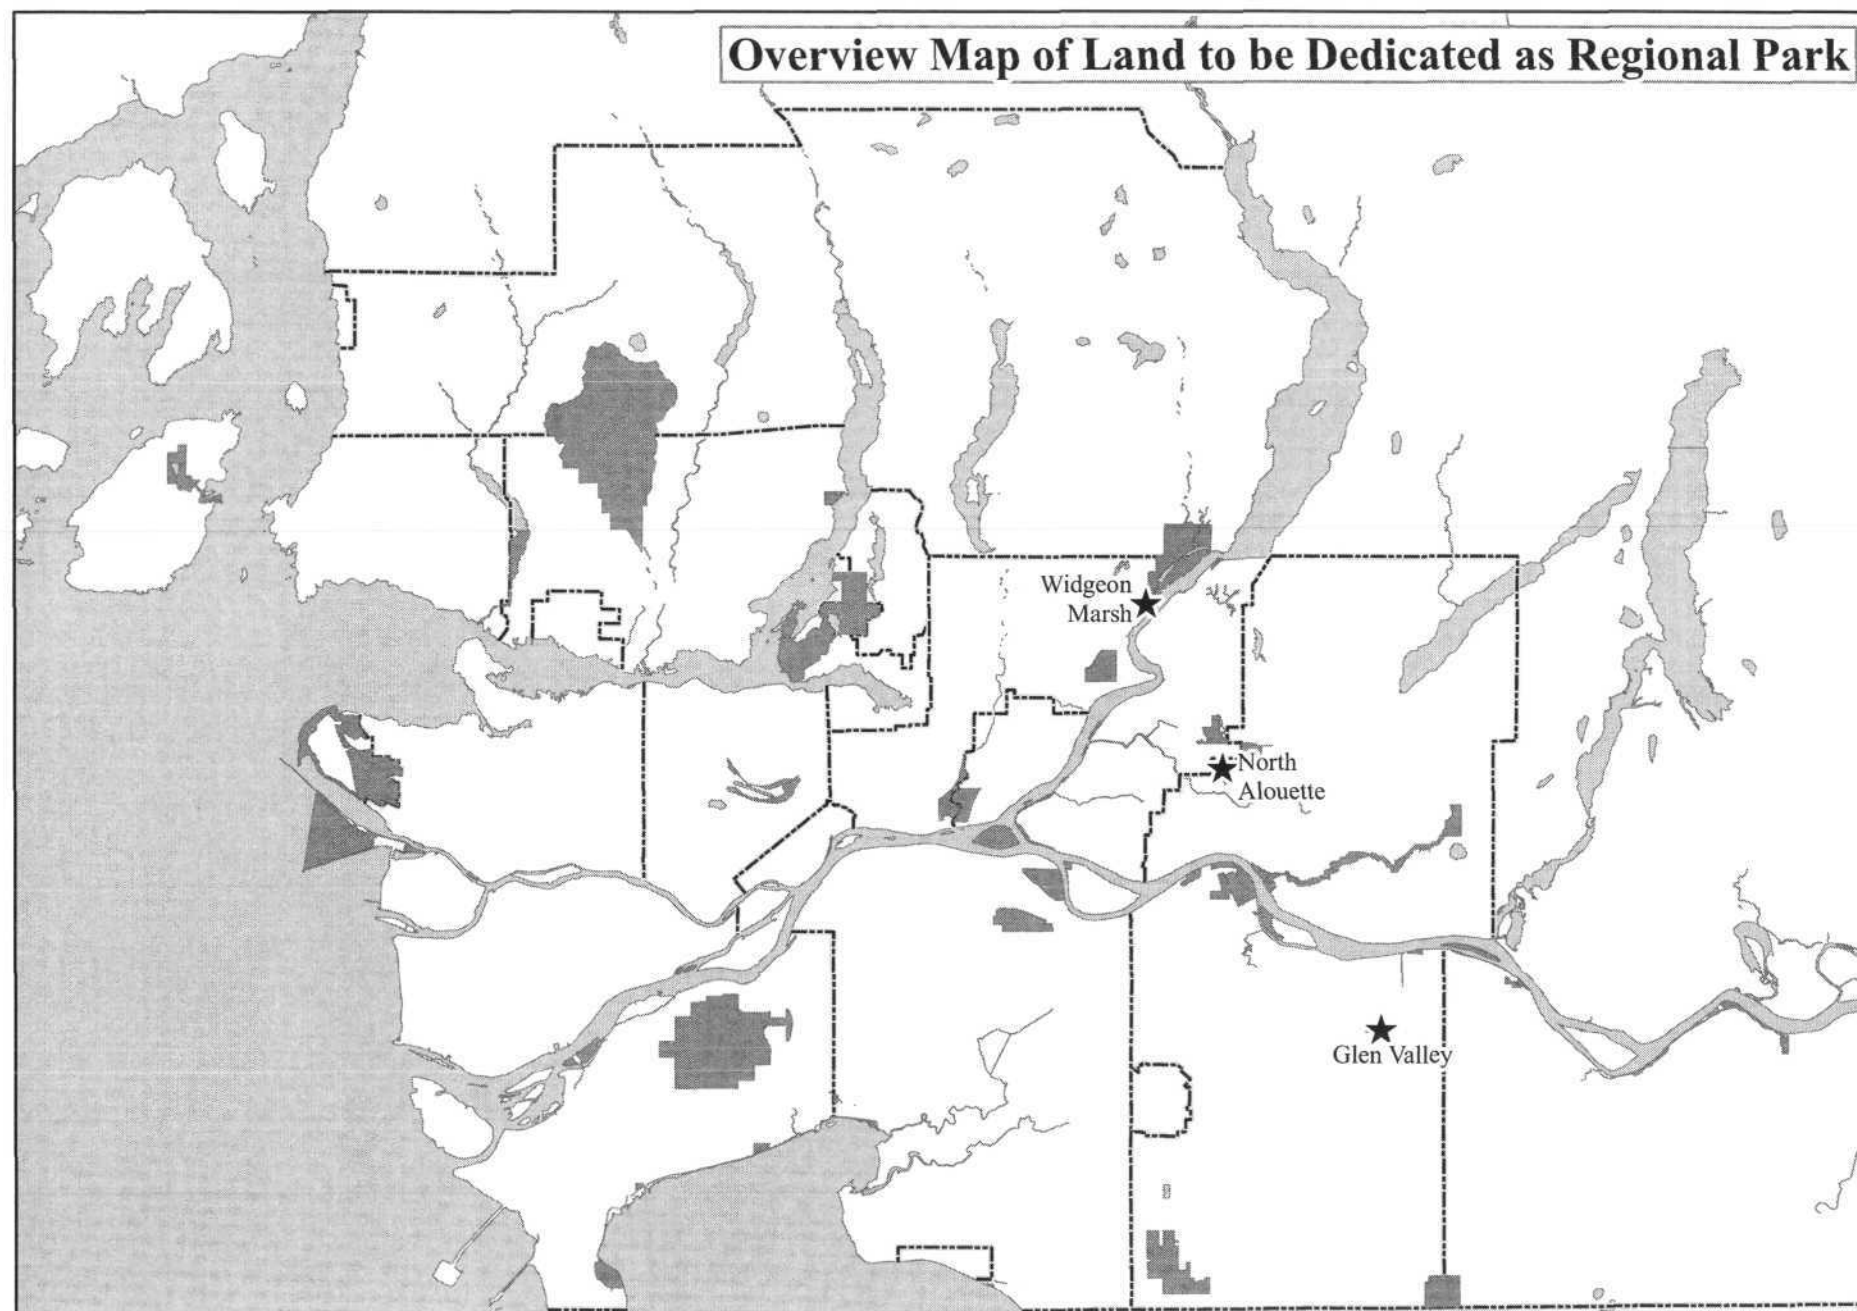 Overview Map of Land to be Dedicated as Regional Park
Widgeon
Marsh
North
Alouette
Glen Valley